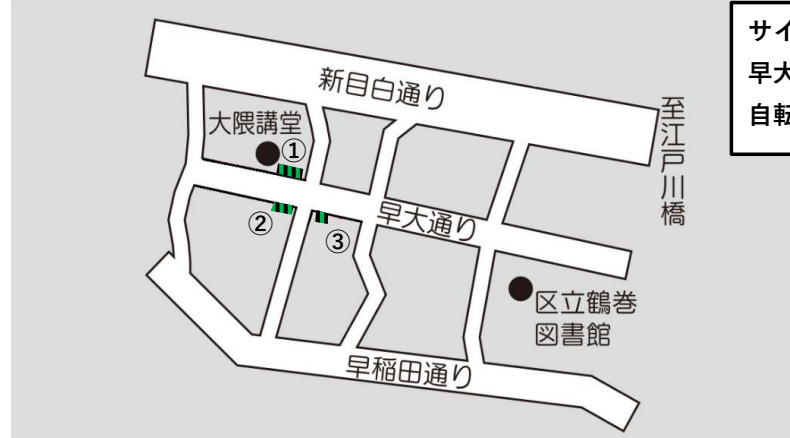 サイ
早大
自転
新目白通り
至江戸川橋
大隈講堂
①
②
③
早大通り
区立鶴巻
図書館
早稲田通り